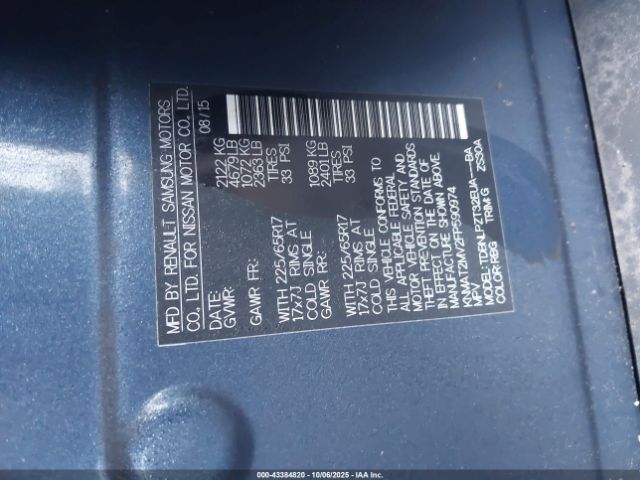 MFD BY RENAULT SAMSUNG MOTORS
CO., LTD. FOR NISSAN MOTOR CO., LTD.
DATE: 08/15
GVWR: 2122 KG
4679 LB
GAWR FR: 1072 KG
2363 LB
WITH 225/65R17 TIRES
17x7J RIMS AT 33 PSI
COLD SINGLE
GAWR RR: 1089 KG
2401 LB
WITH 225/65R17 TIRES
17x7J RIMS AT 33 PSI
COLD SINGLE
THIS VEHICLE CONFORMS TO
ALL APPLICABLE FEDERAL
MOTOR VEHICLE SAFETY AND
THEFT PREVENTION STANDARDS
IN EFFECT ON THE DATE OF
MANUFACTURE SHOWN ABOVE.
KNMAT2MV2FP590974
MPV
MODEL: TDBNLPZT32EUA----BA
COLOR: RBG TRIM: G ZS30A
000-43384820 - 10/06/2025 - IAA Inc.